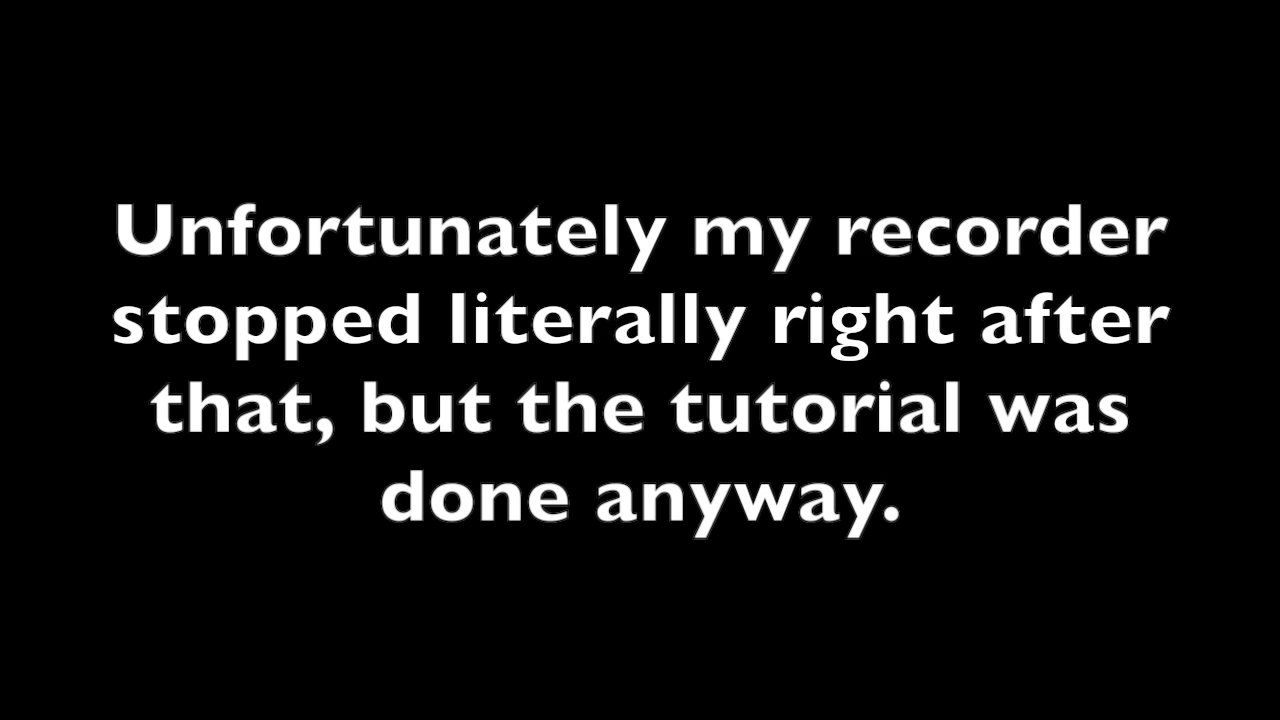 Unfortunately my recorder
stopped literally right after
that, but the tutorial was
done anyway.